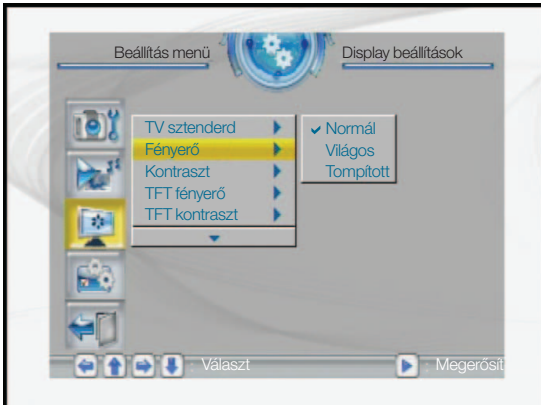 Beállítás menü
Display beállítások
TV sztenderd
Fényerő
Kontraszt
TFT fényerő
TFT kontraszt
Normál
Világos
Tompított
: Választ
: Megerősít